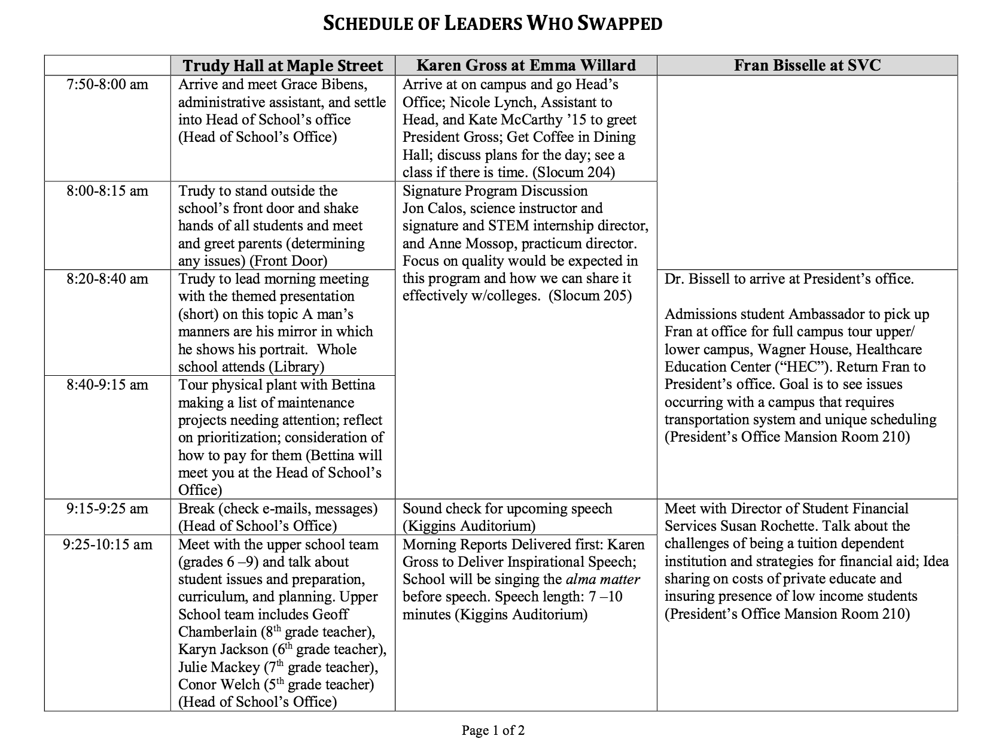 SCHEDULE OF LEADERS WHO SWAPPED
Trudy Hall at Maple Street
Karen Gross at Emma Willard
Fran Bisselle at SVC
7:50-8:00 am
Arrive and meet Grace Bibens,
administrative assistant, and settle
into Head of School’s office
(Head of School’s Office)
Arrive at on campus and go Head’s
Office; Nicole Lynch, Assistant to
Head, and Kate McCarthy ’15 to greet
President Gross; Get Coffee in Dining
Hall; discuss plans for the day; see a
class if there is time. (Slocum 204)
8:00-8:15 am
Trudy to stand outside the
school’s front door and shake
hands of all students and meet
and greet parents (determining
any issues) (Front Door)
Signature Program Discussion
Jon Calos, science instructor and
signature and STEM internship director,
and Anne Mossop, practicum director.
Focus on quality would be expected in
this program and how we can share it
effectively w/colleges.  (Slocum 205)
8:20-8:40 am
Trudy to lead morning meeting
with the themed presentation
(short) on this topic A man’s
manners are his mirror in which
he shows his portrait.  Whole
school attends (Library)
Dr. Bissell to arrive at President’s office.
Admissions student Ambassador to pick up
Fran at office for full campus tour upper/
lower campus, Wagner House, Healthcare
Education Center (“HEC”). Return Fran to
President’s office. Goal is to see issues
occurring with a campus that requires
transportation system and unique scheduling
(President’s Office Mansion Room 210)
8:40-9:15 am
Tour physical plant with Bettina
making a list of maintenance
projects needing attention; reflect
on prioritization; consideration of
how to pay for them (Bettina will
meet you at the Head of School’s
Office)
9:15-9:25 am
Break (check e-mails, messages)
(Head of School’s Office)
Sound check for upcoming speech
(Kiggins Auditorium)
Meet with Director of Student Financial
Services Susan Rochette. Talk about the
challenges of being a tuition dependent
institution and strategies for financial aid; Idea
sharing on costs of private educate and
insuring presence of low income students
(President’s Office Mansion Room 210)
9:25-10:15 am
Meet with the upper school team
(grades 6 –9) and talk about
student issues and preparation,
curriculum, and planning. Upper
School team includes Geoff
Chamberlain (8th grade teacher),
Karyn Jackson (6th grade teacher),
Julie Mackey (7th grade teacher),
Conor Welch (5th grade teacher)
(Head of School’s Office)
Morning Reports Delivered first: Karen
Gross to Deliver Inspirational Speech;
School will be singing the alma matter
before speech. Speech length: 7 –10
minutes (Kiggins Auditorium)
Page 1 of 2